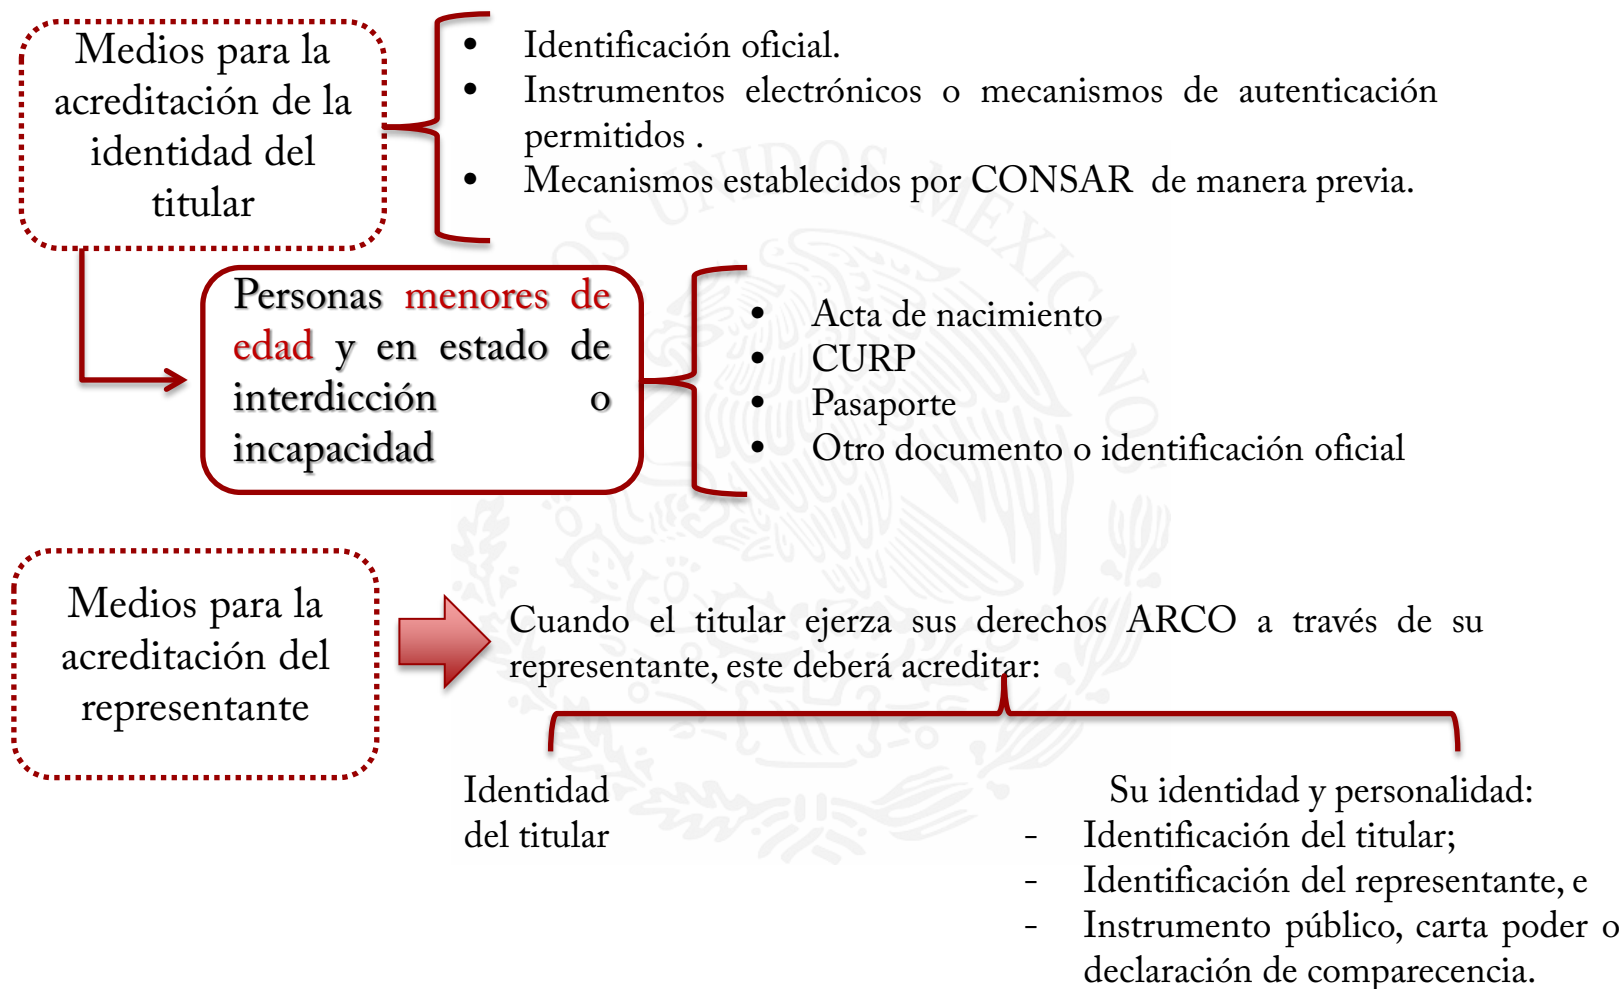 Medios para la
acreditación de la
identidad del
titular
• Identificación oficial.
• Instrumentos electrónicos o mecanismos de autenticación
permitidos .
• Mecanismos establecidos por CONSAR de manera previa.
Personas menores de
edad y en estado de
interdicción o
incapacidad
• Acta de nacimiento
• CURP
• Pasaporte
• Otro documento o identificación oficial
Medios para la
acreditación del
representante
Cuando el titular ejerza sus derechos ARCO a través de su
representante, este deberá acreditar:
Identidad
del titular
Su identidad y personalidad:
- Identificación del titular;
- Identificación del representante, e
- Instrumento público, carta poder o
declaración de comparecencia.
OS UNIDOS MEXICANOS